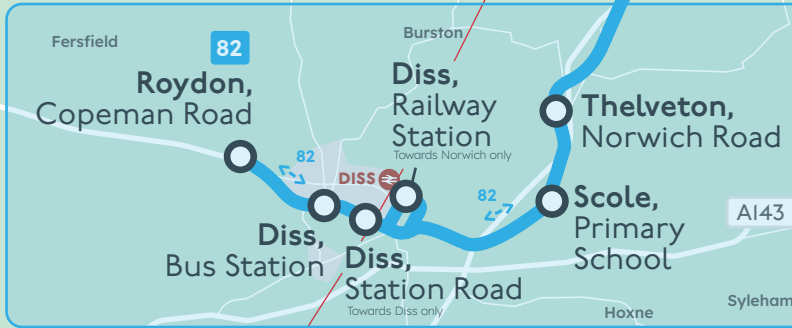 Fersfield
82
Burston
Roydon,
Copeman Road
Diss,
Railway
Station
Towards Norwich only
Thelveton,
Norwich Road
82
DISS
82
Scole,
Primary
School
A143
Diss,
Bus Station
Diss,
Station Road
Towards Diss only
Hoxne
Syleham